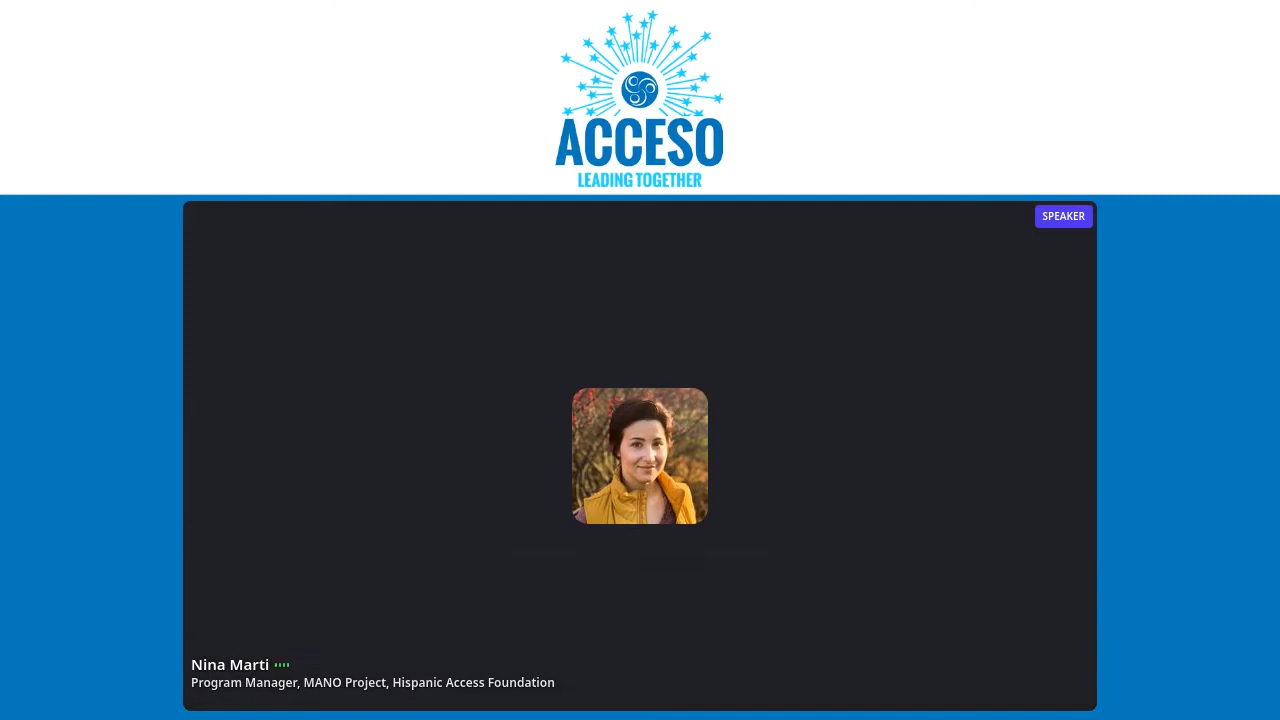 ACCESO
LEADING TOGETHER
SPEAKER
Nina Marti
Program Manager, MANO Project, Hispanic Access Foundation